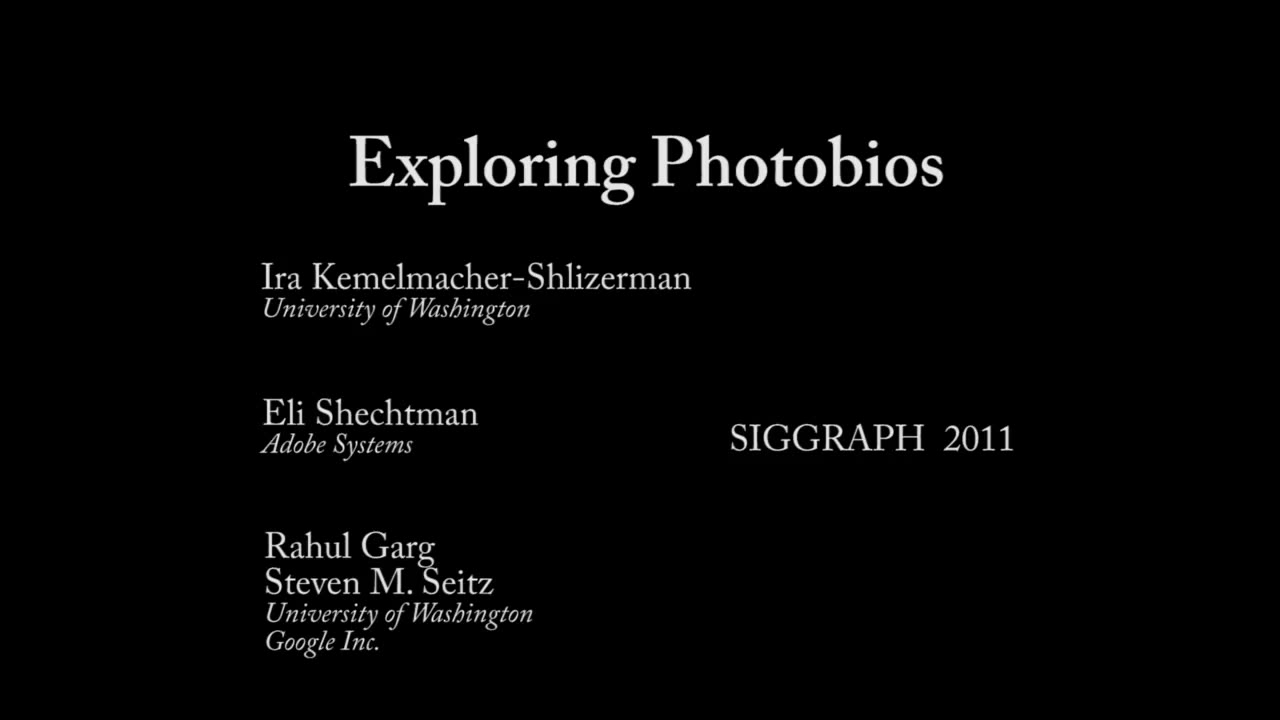 Exploring Photobios
Ira Kemelmacher-Shlizerman
University of Washington
Eli Shechtman
Adobe Systems
SIGGRAPH 2011
Rahul Garg
Steven M. Seitz
University of Washington
Google Inc.